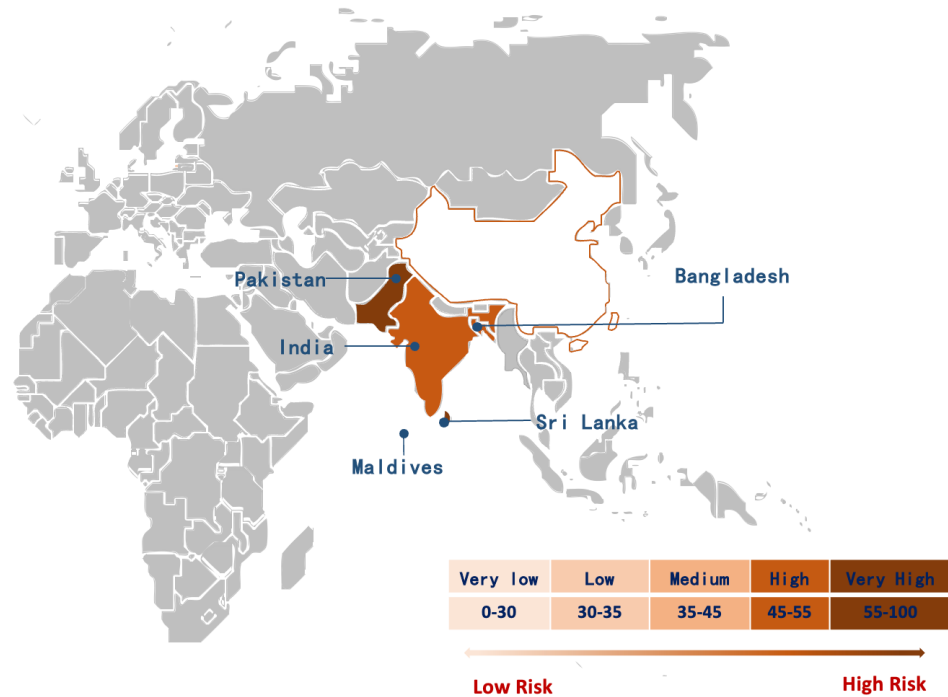 Bangladesh
Pakistan
India
Sri Lanka
Maldives
Very low Low Medium High Very High
0-30 30-35 35-45 45-55 55-100
Low Risk High Risk